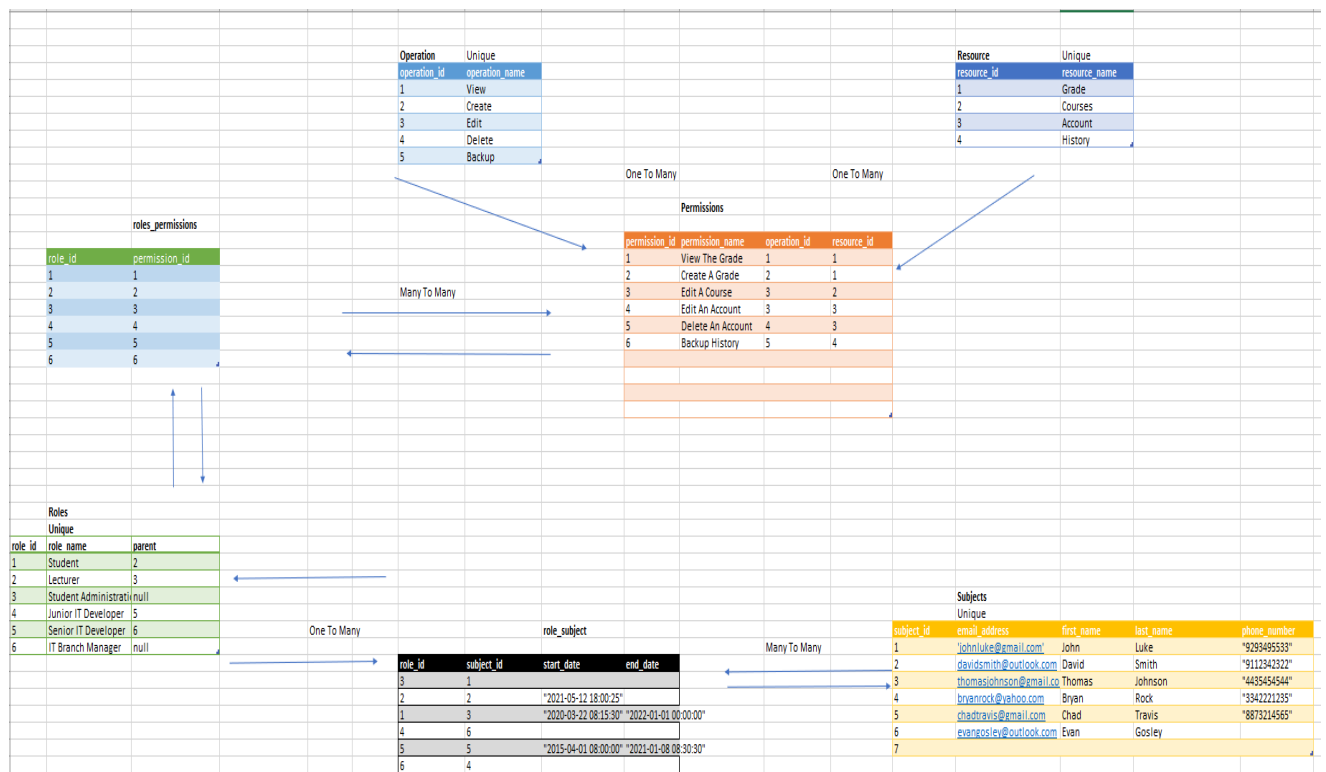 Operation Unique
operation_id operation_name
1 View
2 Create
3 Edit
4 Delete
5 Backup
Resource Unique
resource_id resource_name
1 Grade
2 Courses
3 Account
4 History
One To Many One To Many
Permissions
permission_id permission_name operation_id resource_id
1 View The Grade 1 1
2 Create A Grade 2 1
3 Edit A Course 3 2
4 Edit An Account 3 3
5 Delete An Account 4 3
6 Backup History 5 4
roles_permissions
role_id permission_id
1 1
2 2
3 3
4 4
5 5
6 6
Many To Many
Roles
Unique
role_id role_name parent
1 Student 2
2 Lecturer 3
3 Student Administrati null
4 Junior IT Developer 5
5 Senior IT Developer 6
6 IT Branch Manager null
One To Many
role_subject
role_id subject_id start_date end_date
3 1
2 2 "2021-05-12 18:00:25"
1 3 "2020-03-22 08:15:30" "2022-01-01 00:00:00"
4 6
5 5 "2015-04-01 08:00:00" "2021-01-08 08:30:30"
6 4
Many To Many
Subjects
Unique
subject_id email_address first_name last_name phone_number
1 'johnluke@gmail.com' John Luke "9293495533"
2 davidsmith@outlook.com David Smith "9112342322"
3 thomasjohnson@gmail.co Thomas Johnson "4435454544"
4 bryanrock@yahoo.com Bryan Rock "3342221235"
5 chadtravis@gmail.com Chad Travis "8873214565"
6 evangosley@outlook.com Evan Gosley
7